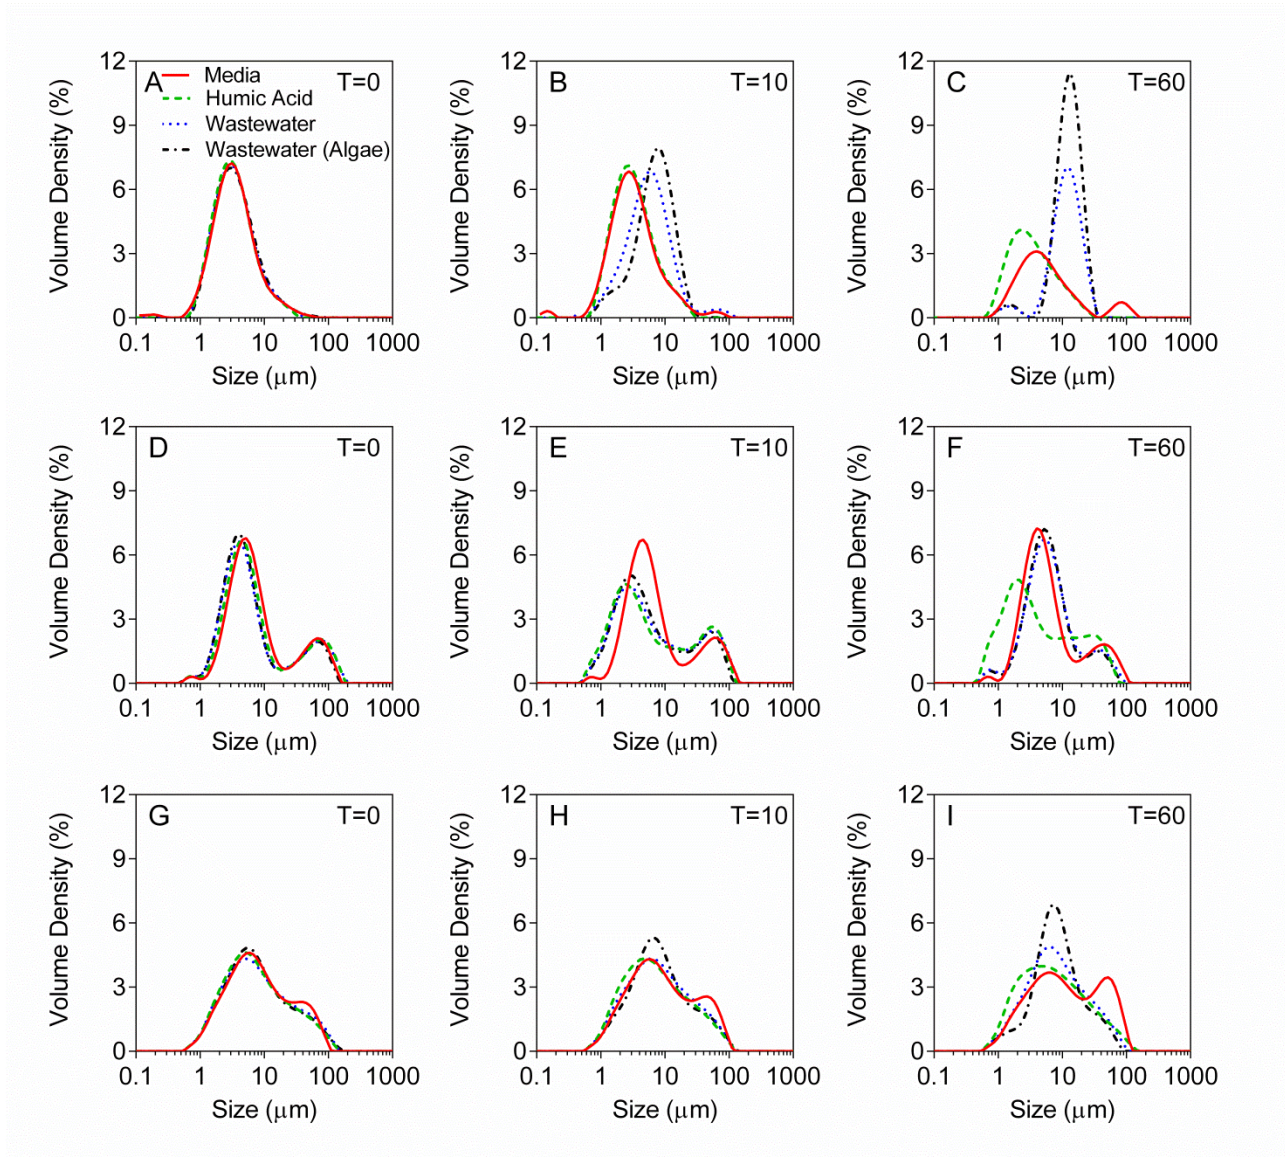 A
Media
Humic Acid
Wastewater
Wastewater (Algae)
T=0
12
9
6
3
0
Volume Density (%)
0.1 1 10 100 1000
Size (μm)
B
T=10
12
9
6
3
0
Volume Density (%)
0.1 1 10 100 1000
Size (μm)
C
T=60
12
9
6
3
0
Volume Density (%)
0.1 1 10 100 1000
Size (μm)
D
T=0
12
9
6
3
0
Volume Density (%)
0.1 1 10 100 1000
Size (μm)
E
T=10
12
9
6
3
0
Volume Density (%)
0.1 1 10 100 1000
Size (μm)
F
T=60
12
9
6
3
0
Volume Density (%)
0.1 1 10 100 1000
Size (μm)
G
T=0
12
9
6
3
0
Volume Density (%)
0.1 1 10 100 1000
Size (μm)
H
T=10
12
9
6
3
0
Volume Density (%)
0.1 1 10 100 1000
Size (μm)
I
T=60
12
9
6
3
0
Volume Density (%)
0.1 1 10 100 1000
Size (μm)